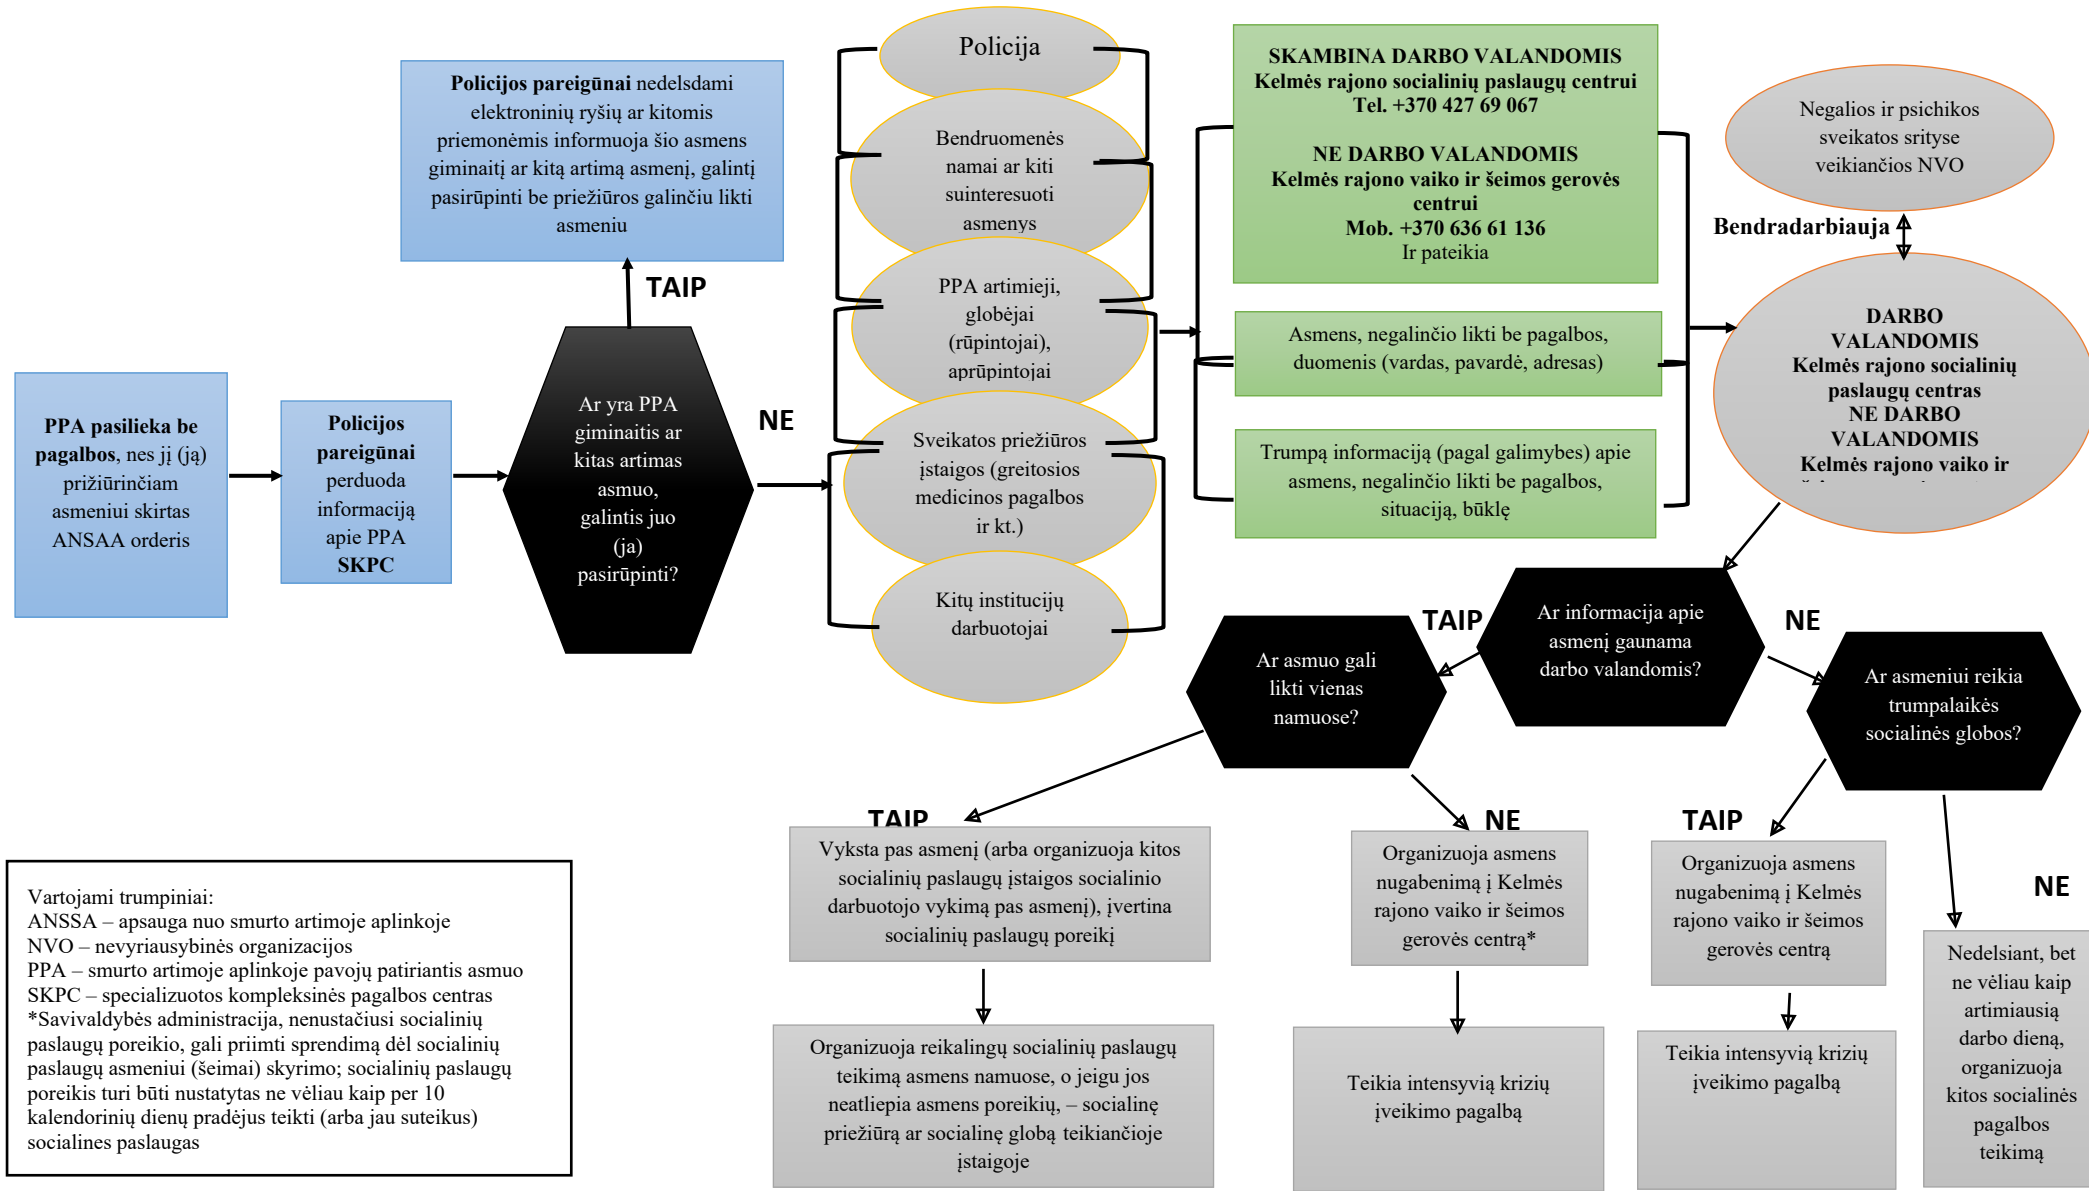 PPA pasilieka be
pagalbos, nes jį (ją)
prižiūrinčiam
asmeniui skirtas
ANSAA orderis
Policijos
pareigūnai
perduoda
informaciją
apie PPA
SKPC
Policijos pareigūnai nedelsdami
elektroninių ryšių ar kitomis
priemonėmis informuoja šio asmens
giminaitį ar kitą artimą asmenį, galintį
pasirūpinti be priežiūros galinčiu likti
asmeniu
TAIP
Ar yra PPA
giminaitis ar
kitas artimas
asmuo,
galintis juo
(ja)
pasirūpinti?
NE
Policija
Bendruomenės
namai ar kiti
suinteresuoti
asmenys
PPA artimieji,
globėjai
(rūpintojai),
aprūpintojai
Sveikatos priežiūros
įstaigos (greitosios
medicinos pagalbos
ir kt.)
Kitų institucijų
darbuotojai
SKAMBINA DARBO VALANDOMIS
Kelmės rajono socialinių paslaugų centrui
Tel. +370 427 69 067
NE DARBO VALANDOMIS
Kelmės rajono vaiko ir šeimos gerovės
centrui
Mob. +370 636 61 136
Ir pateikia
Asmens, negalinčio likti be pagalbos,
duomenis (vardas, pavardė, adresas)
Trumpą informaciją (pagal galimybes) apie
asmens, negalinčio likti be pagalbos,
situaciją, būklę
Negalios ir psichikos
sveikatos srityse
veikiančios NVO
Bendradarbiauja
DARBO
VALANDOMIS
Kelmės rajono socialinių
paslaugų centras
NE DARBO
VALANDOMIS
Kelmės rajono vaiko ir
Ar informacija apie
asmenį gaunama
darbo valandomis?
TAIP
NE
Ar asmuo gali
likti vienas
namuose?
Ar asmeniui reikia
trumpalaikės
socialinės globos?
TAIP
NE
TAIP
NE
Vyksta pas asmenį (arba organizuoja kitos
socialinių paslaugų įstaigos socialinio
darbuotojo vykimą pas asmenį), įvertina
socialinių paslaugų poreikį
Organizuoja asmens
nugabenimą į Kelmės
rajono vaiko ir šeimos
gerovės centrą*
Organizuoja asmens
nugabenimą į Kelmės
rajono vaiko ir šeimos
gerovės centrą
Nedelsiant, bet
ne vėliau kaip
artimiausią
darbo dieną,
organizuoja
kitos socialinės
pagalbos
teikimą
Organizuoja reikalingų socialinių paslaugų
teikimą asmens namuose, o jeigu jos
neatliepia asmens poreikių, – socialinę
priežiūrą ar socialinę globą teikiančioje
įstaigoje
Teikia intensyvią krizių
įveikimo pagalbą
Teikia intensyvią krizių
įveikimo pagalbą
Vartojami trumpiniai:
ANSSA – apsauga nuo smurto artimoje aplinkoje
NVO – nevyriausybinės organizacijos
PPA – smurto artimoje aplinkoje pavojų patiriantis asmuo
SKPC – specializuotos kompleksinės pagalbos centras
*Savivaldybės administracija, nenustačiusi socialinių
paslaugų poreikio, gali priimti sprendimą dėl socialinių
paslaugų asmeniui (šeimai) skyrimo; socialinių paslaugų
poreikis turi būti nustatytas ne vėliau kaip per 10
kalendorinių dienų pradėjus teikti (arba jau suteikus)
socialines paslaugas